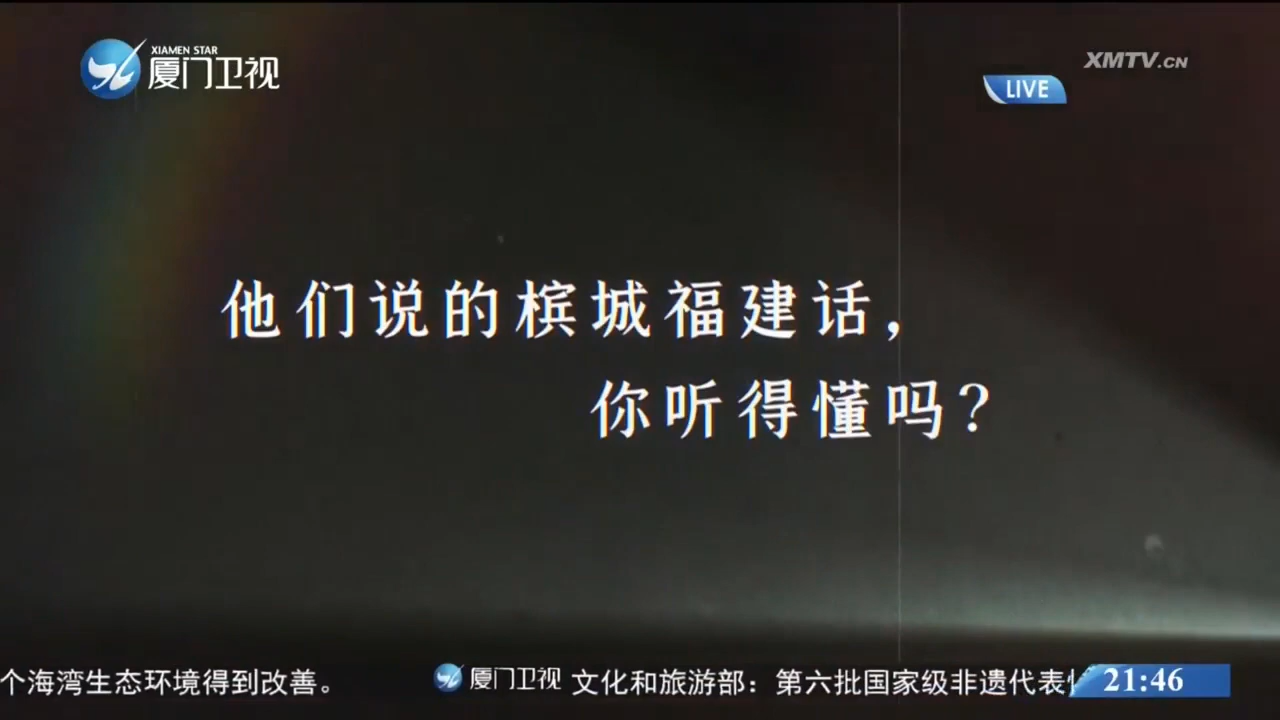 XIAMEN STAR
厦门卫视
XMTV.CN
LIVE
他们说的槟城福建话，
你听得懂吗？
个海湾生态环境得到改善。
厦门卫视 文化和旅游部：第六批国家级非遗代表
21:46